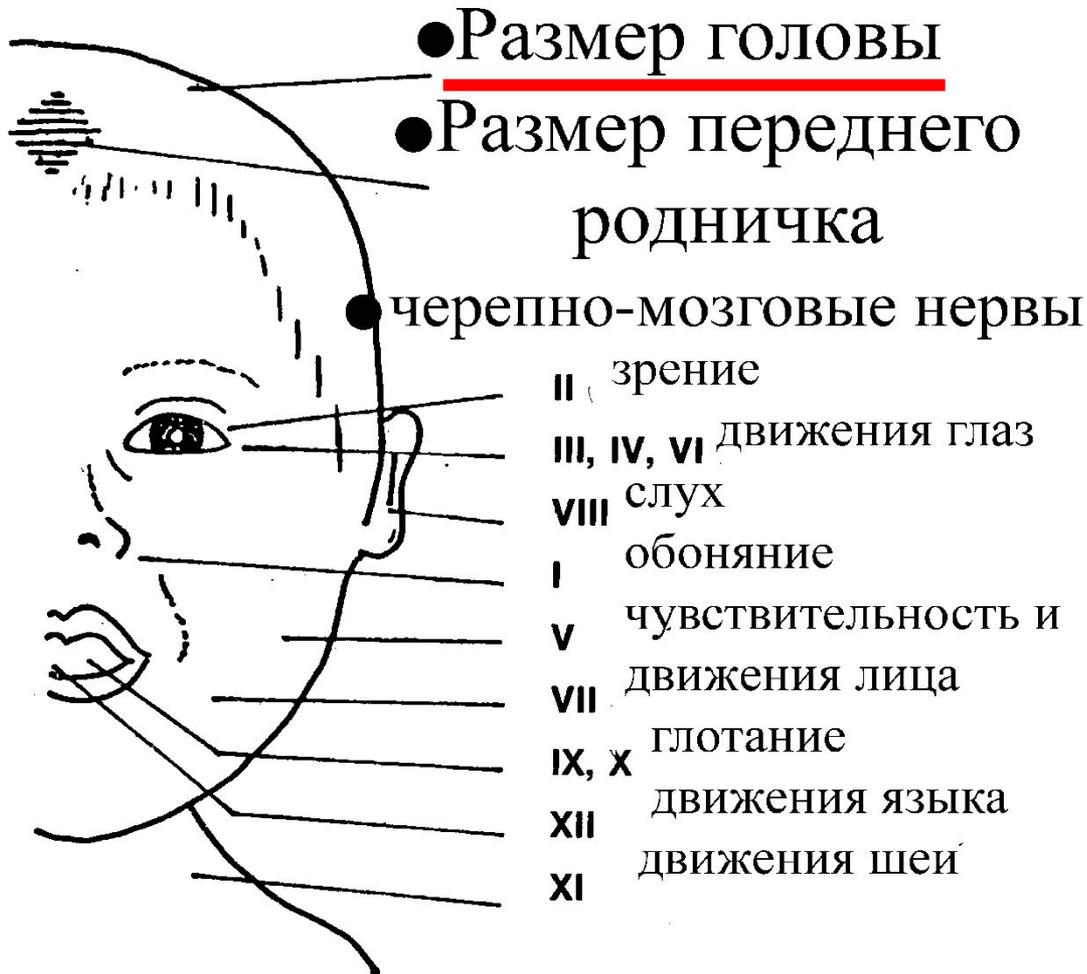 ●Размер головы
●Размер переднего
родничка
●черепно-мозговые нервы
II зрение
III, IV, VI движения глаз
VIII слух
I обоняние
V чувствительность и
VII движения лица
IX, X глотание
XII движения языка
XI движения шеи